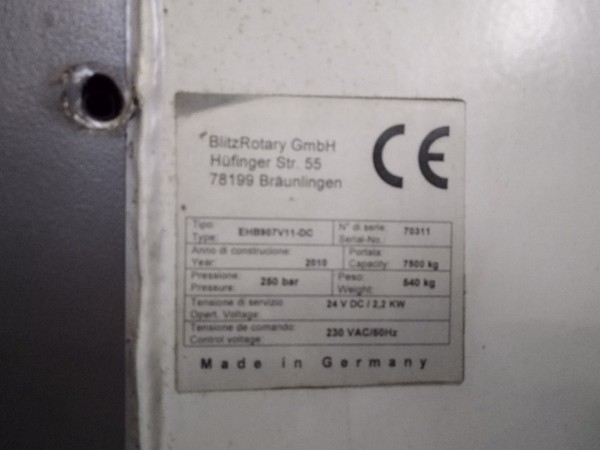 BlitzRotary GmbH
Hüfinger Str. 55
78199 Bräunlingen
CE
Tipo:
Type: EHB907V11-DC
N° di serie:
Serial-No.: 70311
Anno di construzione:
Year: 2010
Portata:
Capacity: 7500 kg
Pressione:
Pressure: 250 bar
Peso:
Weight: 540 kg
Tensione di servizio
Opert. Voltage: 24 V DC / 2,2 KW
Tensione de comando:
Control voltage: 230 VAC/50Hz
Made in Germany